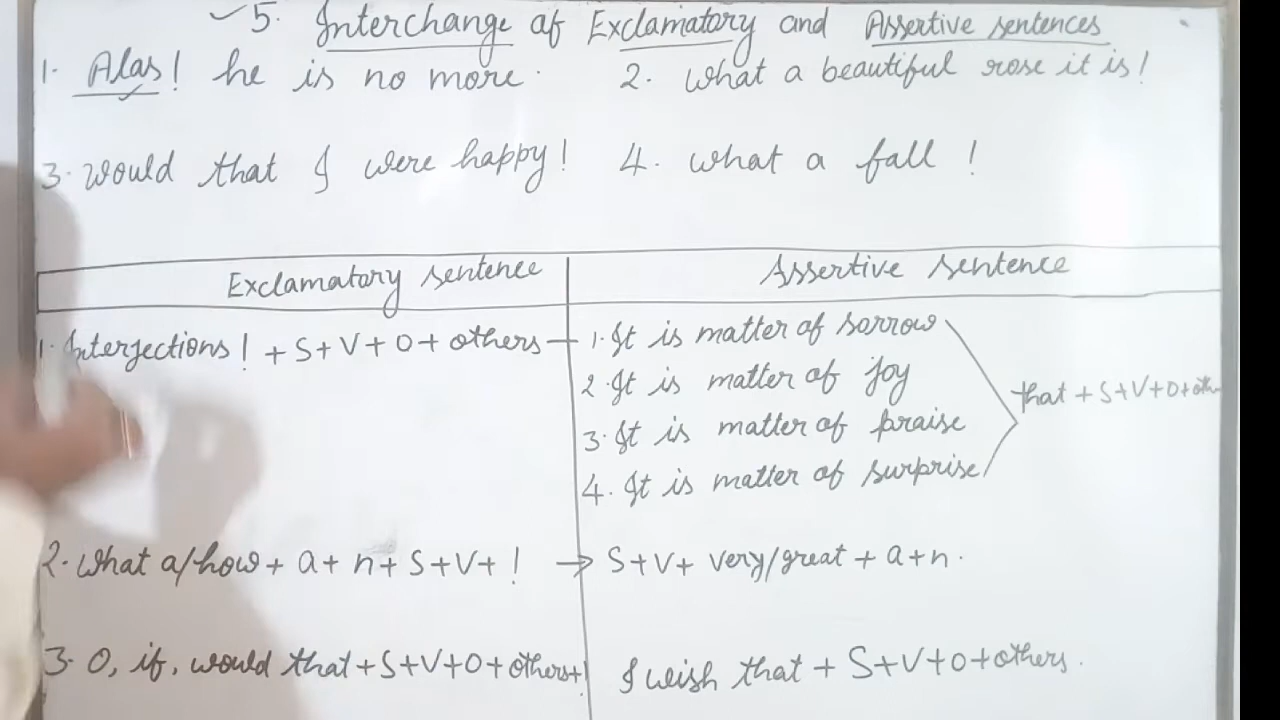 5. Interchange of Exclamatory and Assertive sentences
1. Alas! he is no more.
2. What a beautiful rose it is!
3. Would that I were happy!
4. What a fall!
Exclamatory sentence
Assertive sentence
1. Interjections! + S+V+O+ others
1. It is matter of sorrow
2. It is matter of joy
3. It is matter of praise
4. It is matter of surprise
that + S+V+O+oth
2. What a/how + a+ n+ S+V+ ! → S+V+ very/great + a+n.
3. O, if, would that+S+V+O+others+! I wish that + S+V+O+others.